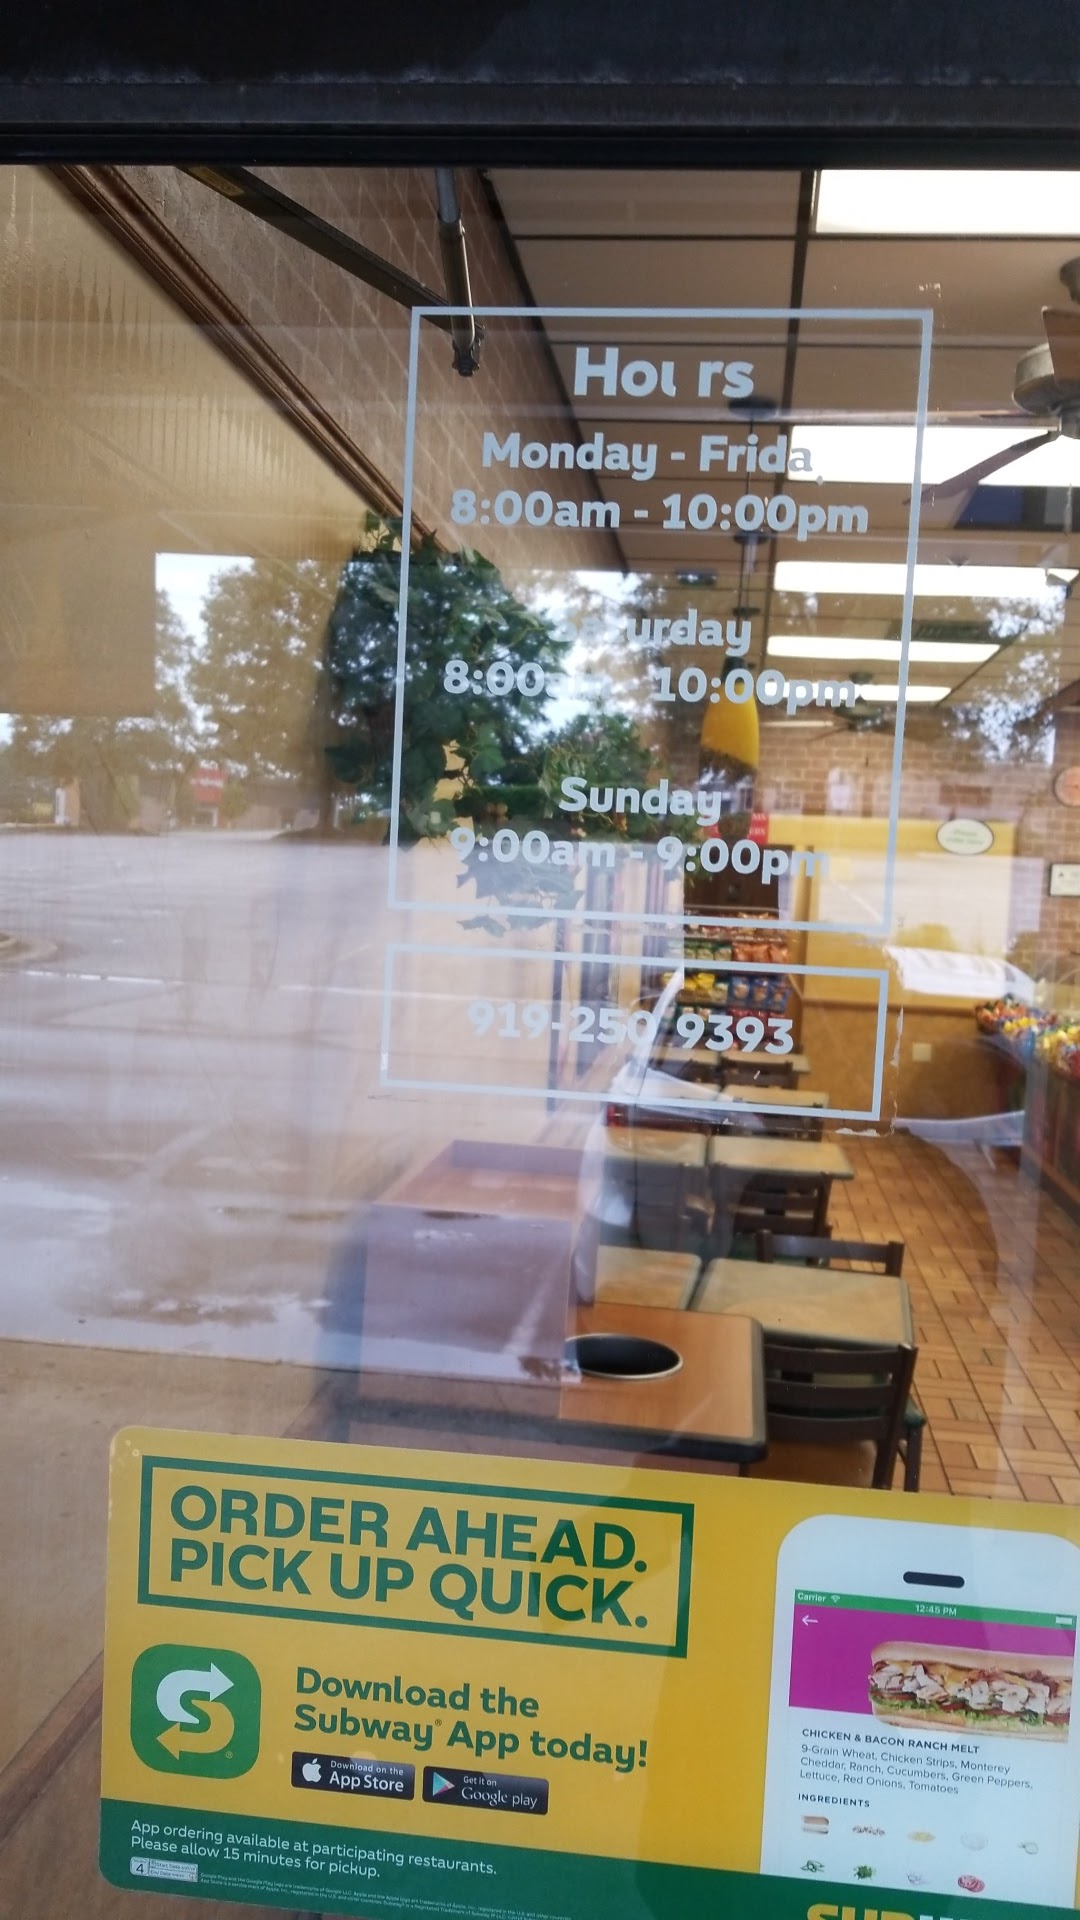 Hours
Monday - Frida
8:00am - 10:00pm
Saturday
8:00am 10:00pm
Sunday
9:00am - 9:00pm
919-250 9393
ORDER AHEAD.
PICK UP QUICK.
Download the
Subway® App today!
Download on the
App Store
Get it on
Google play
App ordering available at participating restaurants.
Please allow 15 minutes for pickup.
4
Carrier
12:45 PM
CHICKEN & BACON RANCH MELT
9-Grain Wheat, Chicken Strips, Monterey
Cheddar, Ranch, Cucumbers, Green Peppers,
Lettuce, Red Onions, Tomatoes
INGREDIENTS